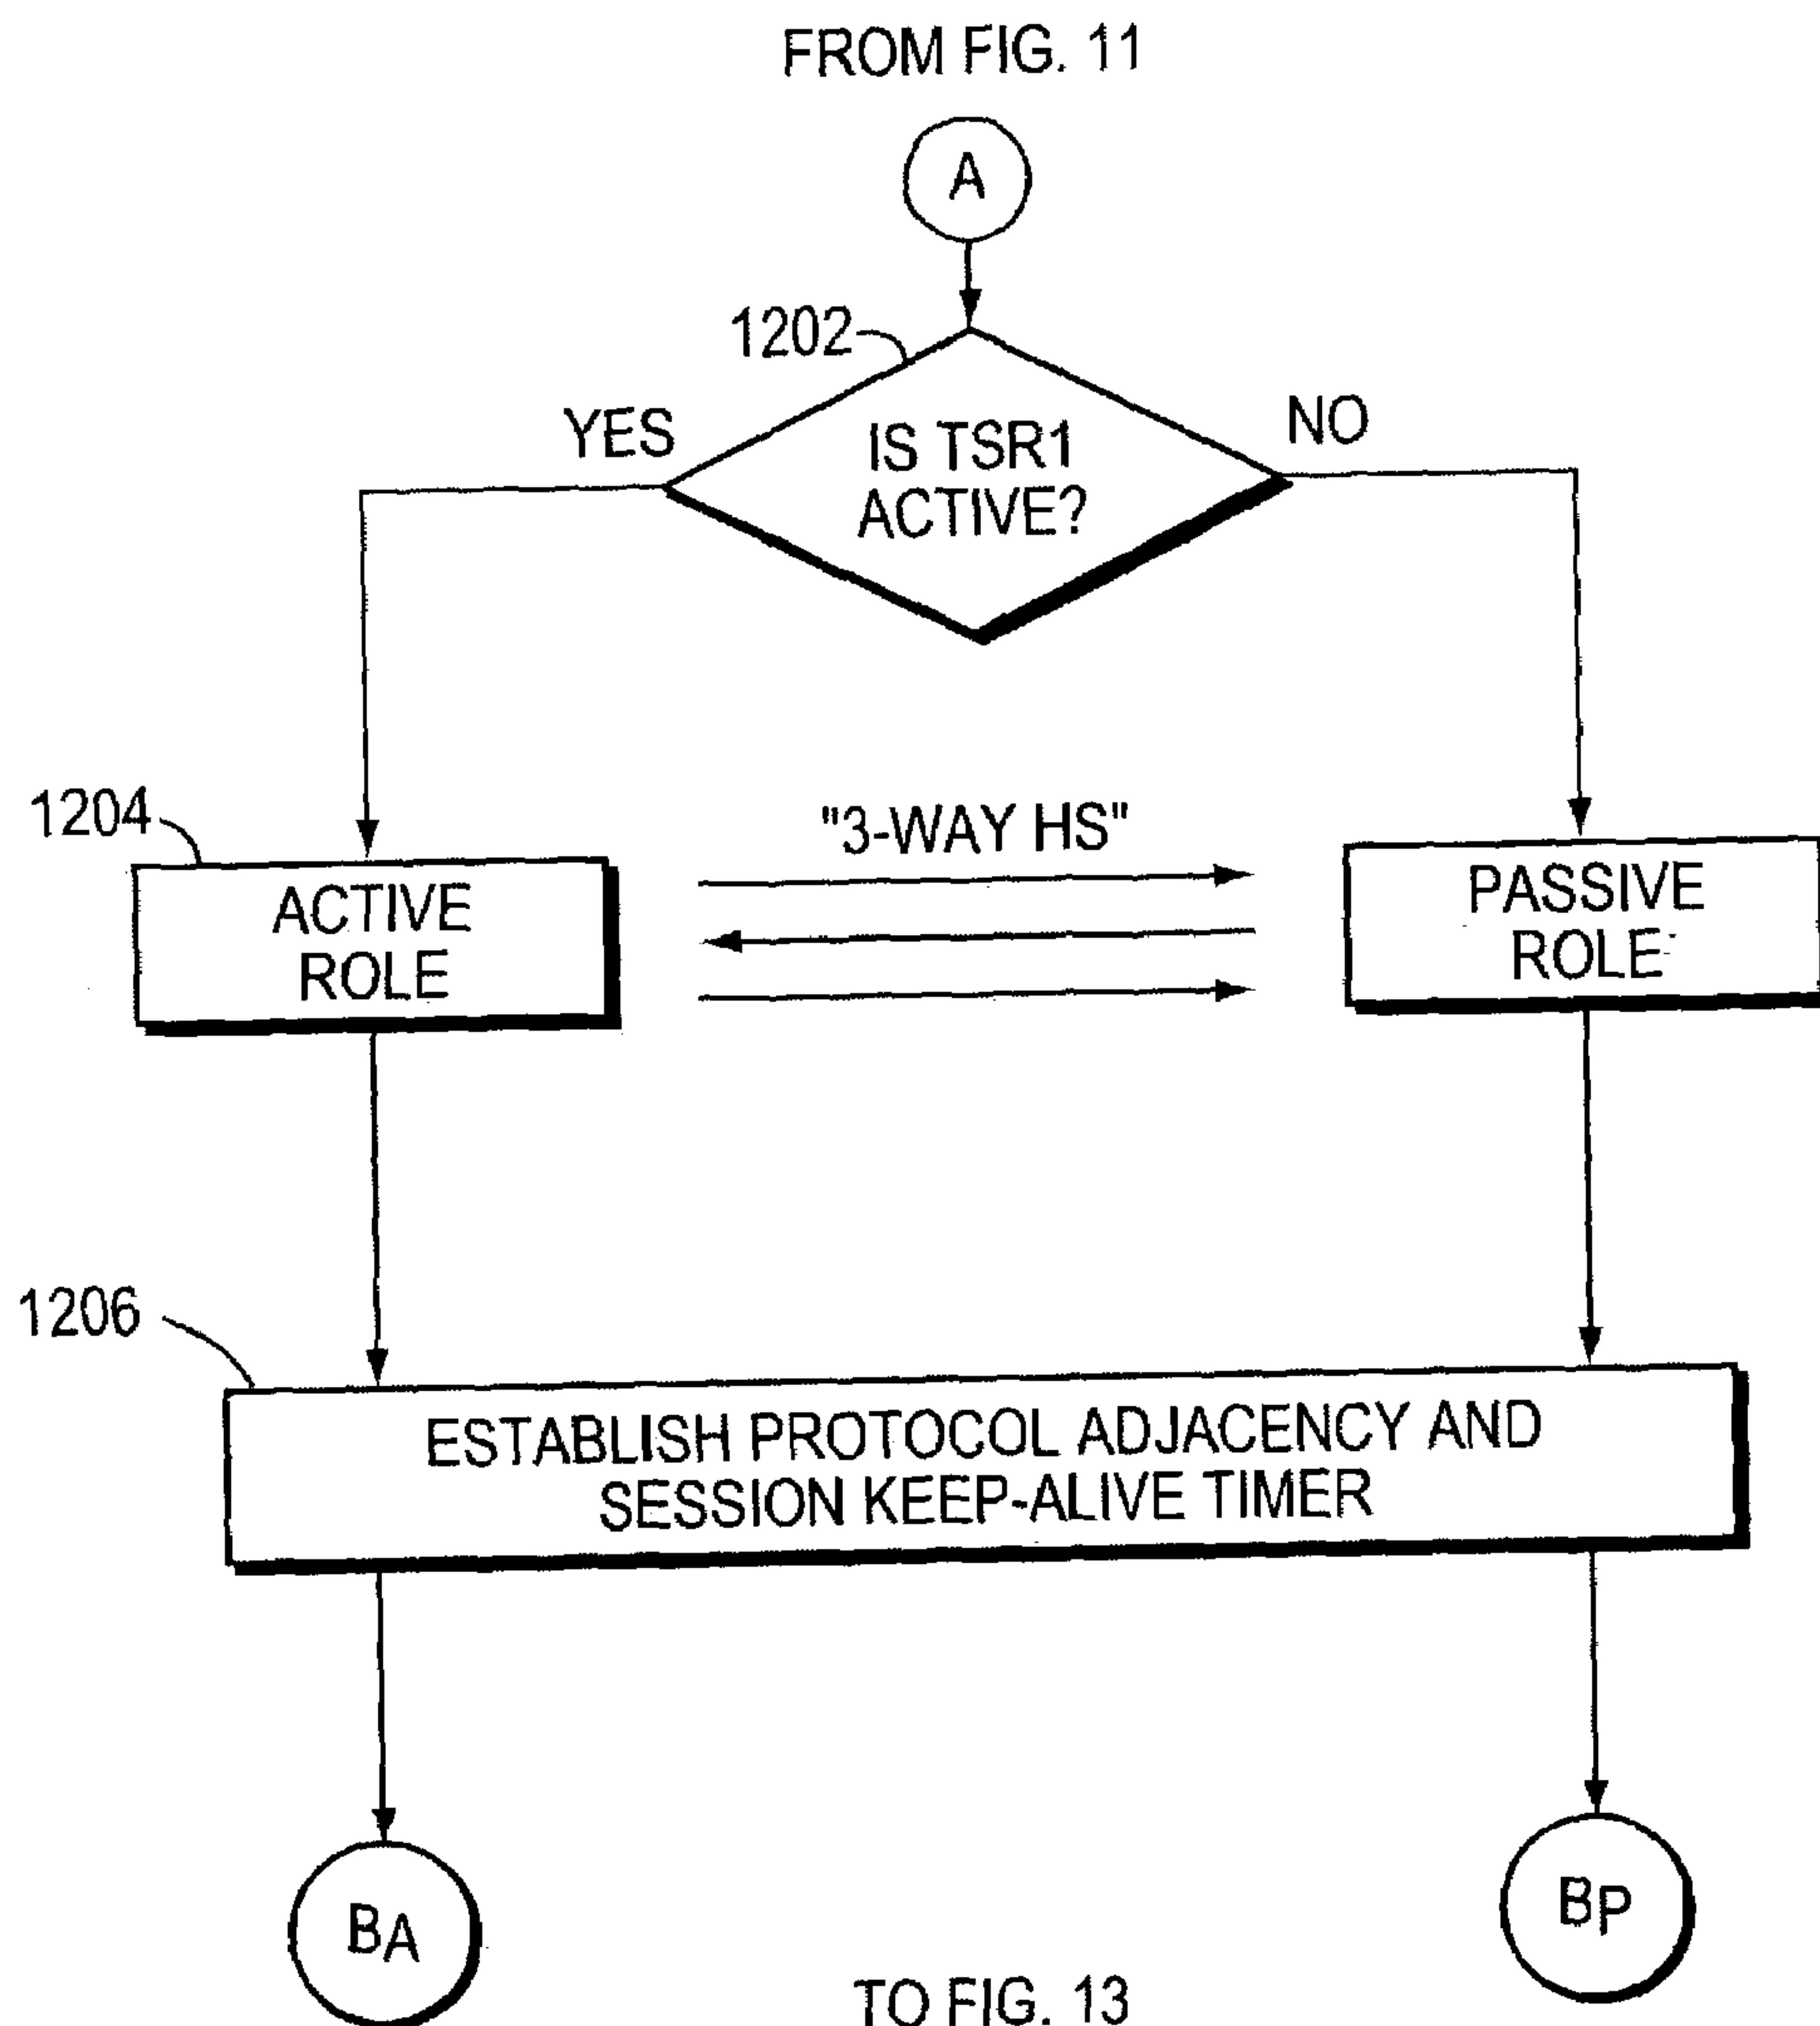 FROM FIG. 11
A
1202
YES
IS TSR1
ACTIVE?
NO
1204
ACTIVE
ROLE
"3-WAY HS"
PASSIVE
ROLE
1206
ESTABLISH PROTOCOL ADJACENCY AND
SESSION KEEP-ALIVE TIMER
BA
BP
TO FIG. 13